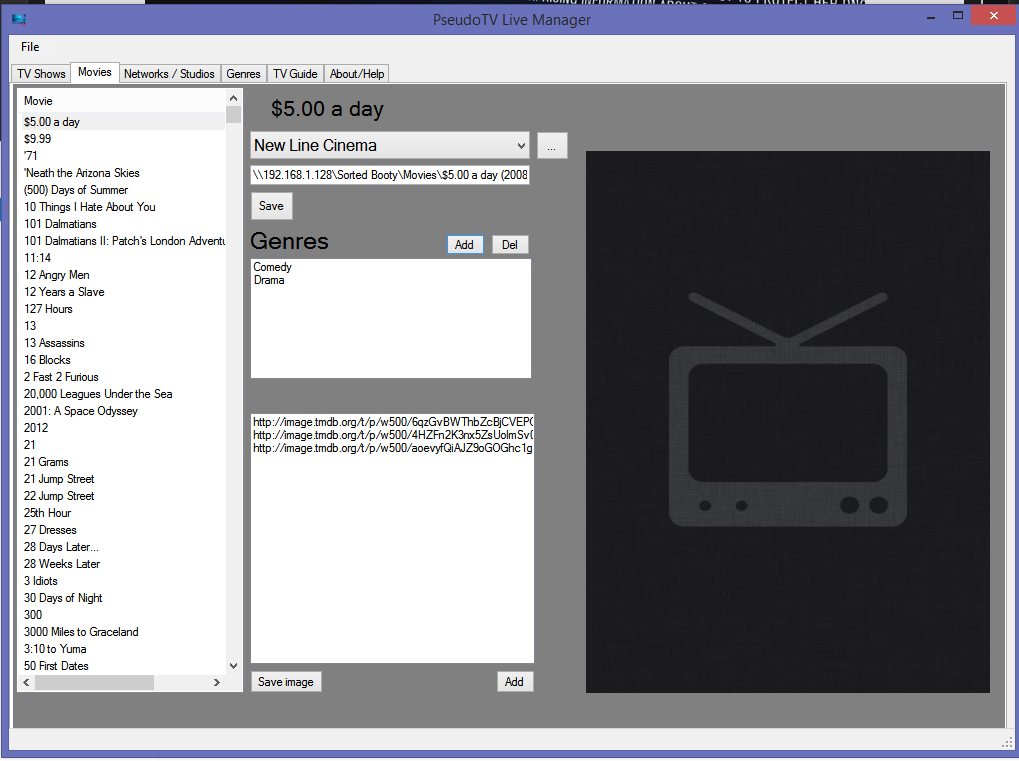 PseudoTV Live Manager
File
TV Shows
Movies
Networks / Studios
Genres
TV Guide
About/Help
Movie
$5.00 a day
$9.99
'71
'Neath the Arizona Skies
(500) Days of Summer
10 Things I Hate About You
101 Dalmatians
101 Dalmatians II: Patch's London Adventu
11:14
12 Angry Men
12 Years a Slave
127 Hours
13
13 Assassins
16 Blocks
2 Fast 2 Furious
20,000 Leagues Under the Sea
2001: A Space Odyssey
2012
21
21 Grams
21 Jump Street
22 Jump Street
25th Hour
27 Dresses
28 Days Later...
28 Weeks Later
3 Idiots
30 Days of Night
300
3000 Miles to Graceland
3:10 to Yuma
50 First Dates
$5.00 a day
New Line Cinema
...
\\192.168.1.128\Sorted Booty\Movies\$5.00 a day (2008
Save
Genres
Add
Del
Comedy
Drama
http://image.tmdb.org/t/p/w500/6qzGvBWThbZcBjCVEP
http://image.tmdb.org/t/p/w500/4HZFn2K3nx5ZsUolmSv
http://image.tmdb.org/t/p/w500/aoevyfQiAJZ9oGOGhc1g
Save image
Add